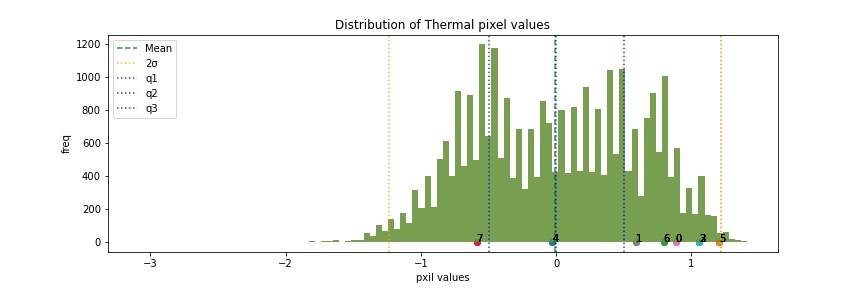 Distribution of Thermal pixel values
1200
1000
800
600
400
200
0
freq
Mean
2σ
q1
q2
q3
7
4
1
6
0
5
−3
−2
−1
0
1
pxil values